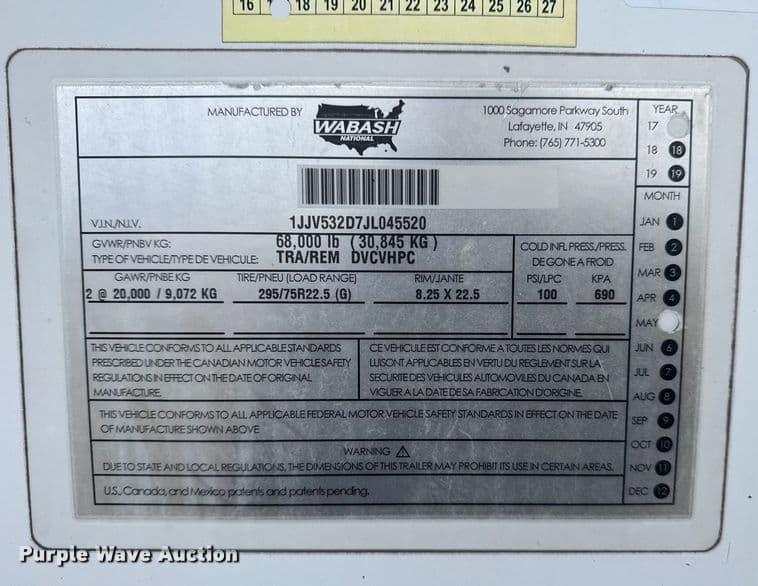 16 18 19 20 21 22 23 24 25 26 27
MANUFACTURED BY
WABASH
NATIONAL
1000 Sagamore Parkway South
Lafayette, IN 47905
Phone: (765) 771-5300
YEAR
17
18 18
19 19
MONTH
JAN 1
FEB 2
MAR 3
APR 4
MAY
JUN 6
JUL 7
AUG 8
SEP 9
OCT 10
NOV 11
DEC 12
V.I.N./N.I.V. 1JJV532D7JL045520
GVWR/PNBV KG: 68,000 lb (30,845 KG)
TYPE OF VEHICLE/TYPE DE VEHICULE: TRA/REM DVCVHPC
COLD INFL PRESS./PRESS.
DE GONE A FROID
GAWR/PNBE KG TIRE/PNEU (LOAD RANGE) RIM/JANTE PSI/LPC KPA
2 @ 20,000 / 9,072 KG 295/75R22.5 (G) 8.25 X 22.5 100 690
THIS VEHICLE CONFORMS TO ALL APPLICABLE STANDARDS
PRESCRIBED UNDER THE CANADIAN MOTOR VEHICLE SAFETY
REGULATIONS IN EFFECT ON THE DATE OF ORIGINAL
MANUFACTURE.
CE VEHICULE EST CONFORME A TOUTES LES NORMES QUI
LUI SONT APPLICABLES EN VERTU DU REGLEMENT SUR LA
SECURITE DES VEHICULES AUTOMOVILES DU CANADA EN
VIGUER A LA DATE DE SA FABRICATION D'ORIGINE.
THIS VEHICLE CONFORMS TO ALL APPLICABLE FEDERAL MOTOR VEHICLE SAFETY STANDARDS IN EFFECT ON THE DATE
OF MANUFACTURE SHOWN ABOVE
WARNING
DUE TO STATE AND LOCAL REGULATIONS, THE DIMENSIONS OF THIS TRAILER MAY PROHIBIT ITS USE IN CERTAIN AREAS.
U.S., Canada, and Mexico patents and patents pending.
Purple Wave Auction